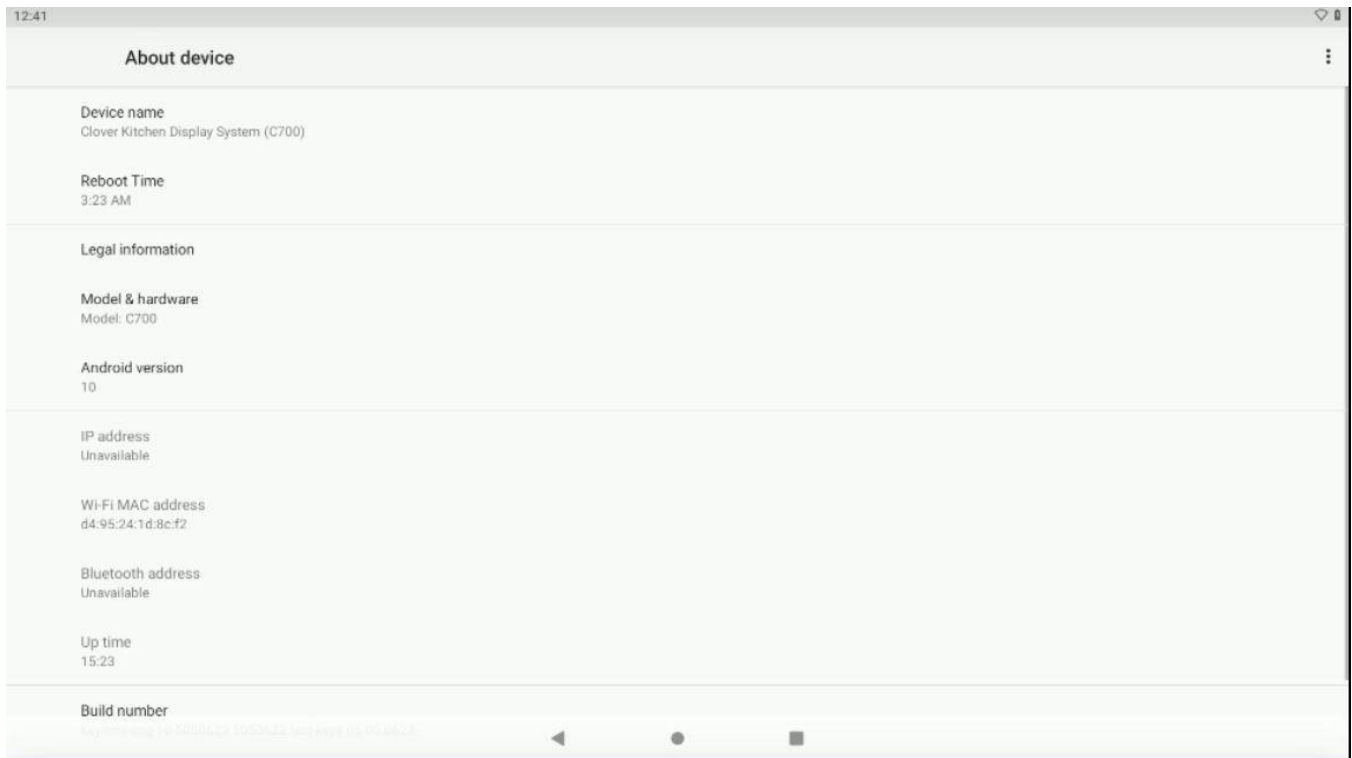 12:41
About device
Device name
Clover Kitchen Display System (C700)
Reboot Time
3:23 AM
Legal information
Model & hardware
Model: C700
Android version
10
IP address
Unavailable
Wi-Fi MAC address
d4:95:24:1d:8c:f2
Bluetooth address
Unavailable
Up time
15:23
Build number